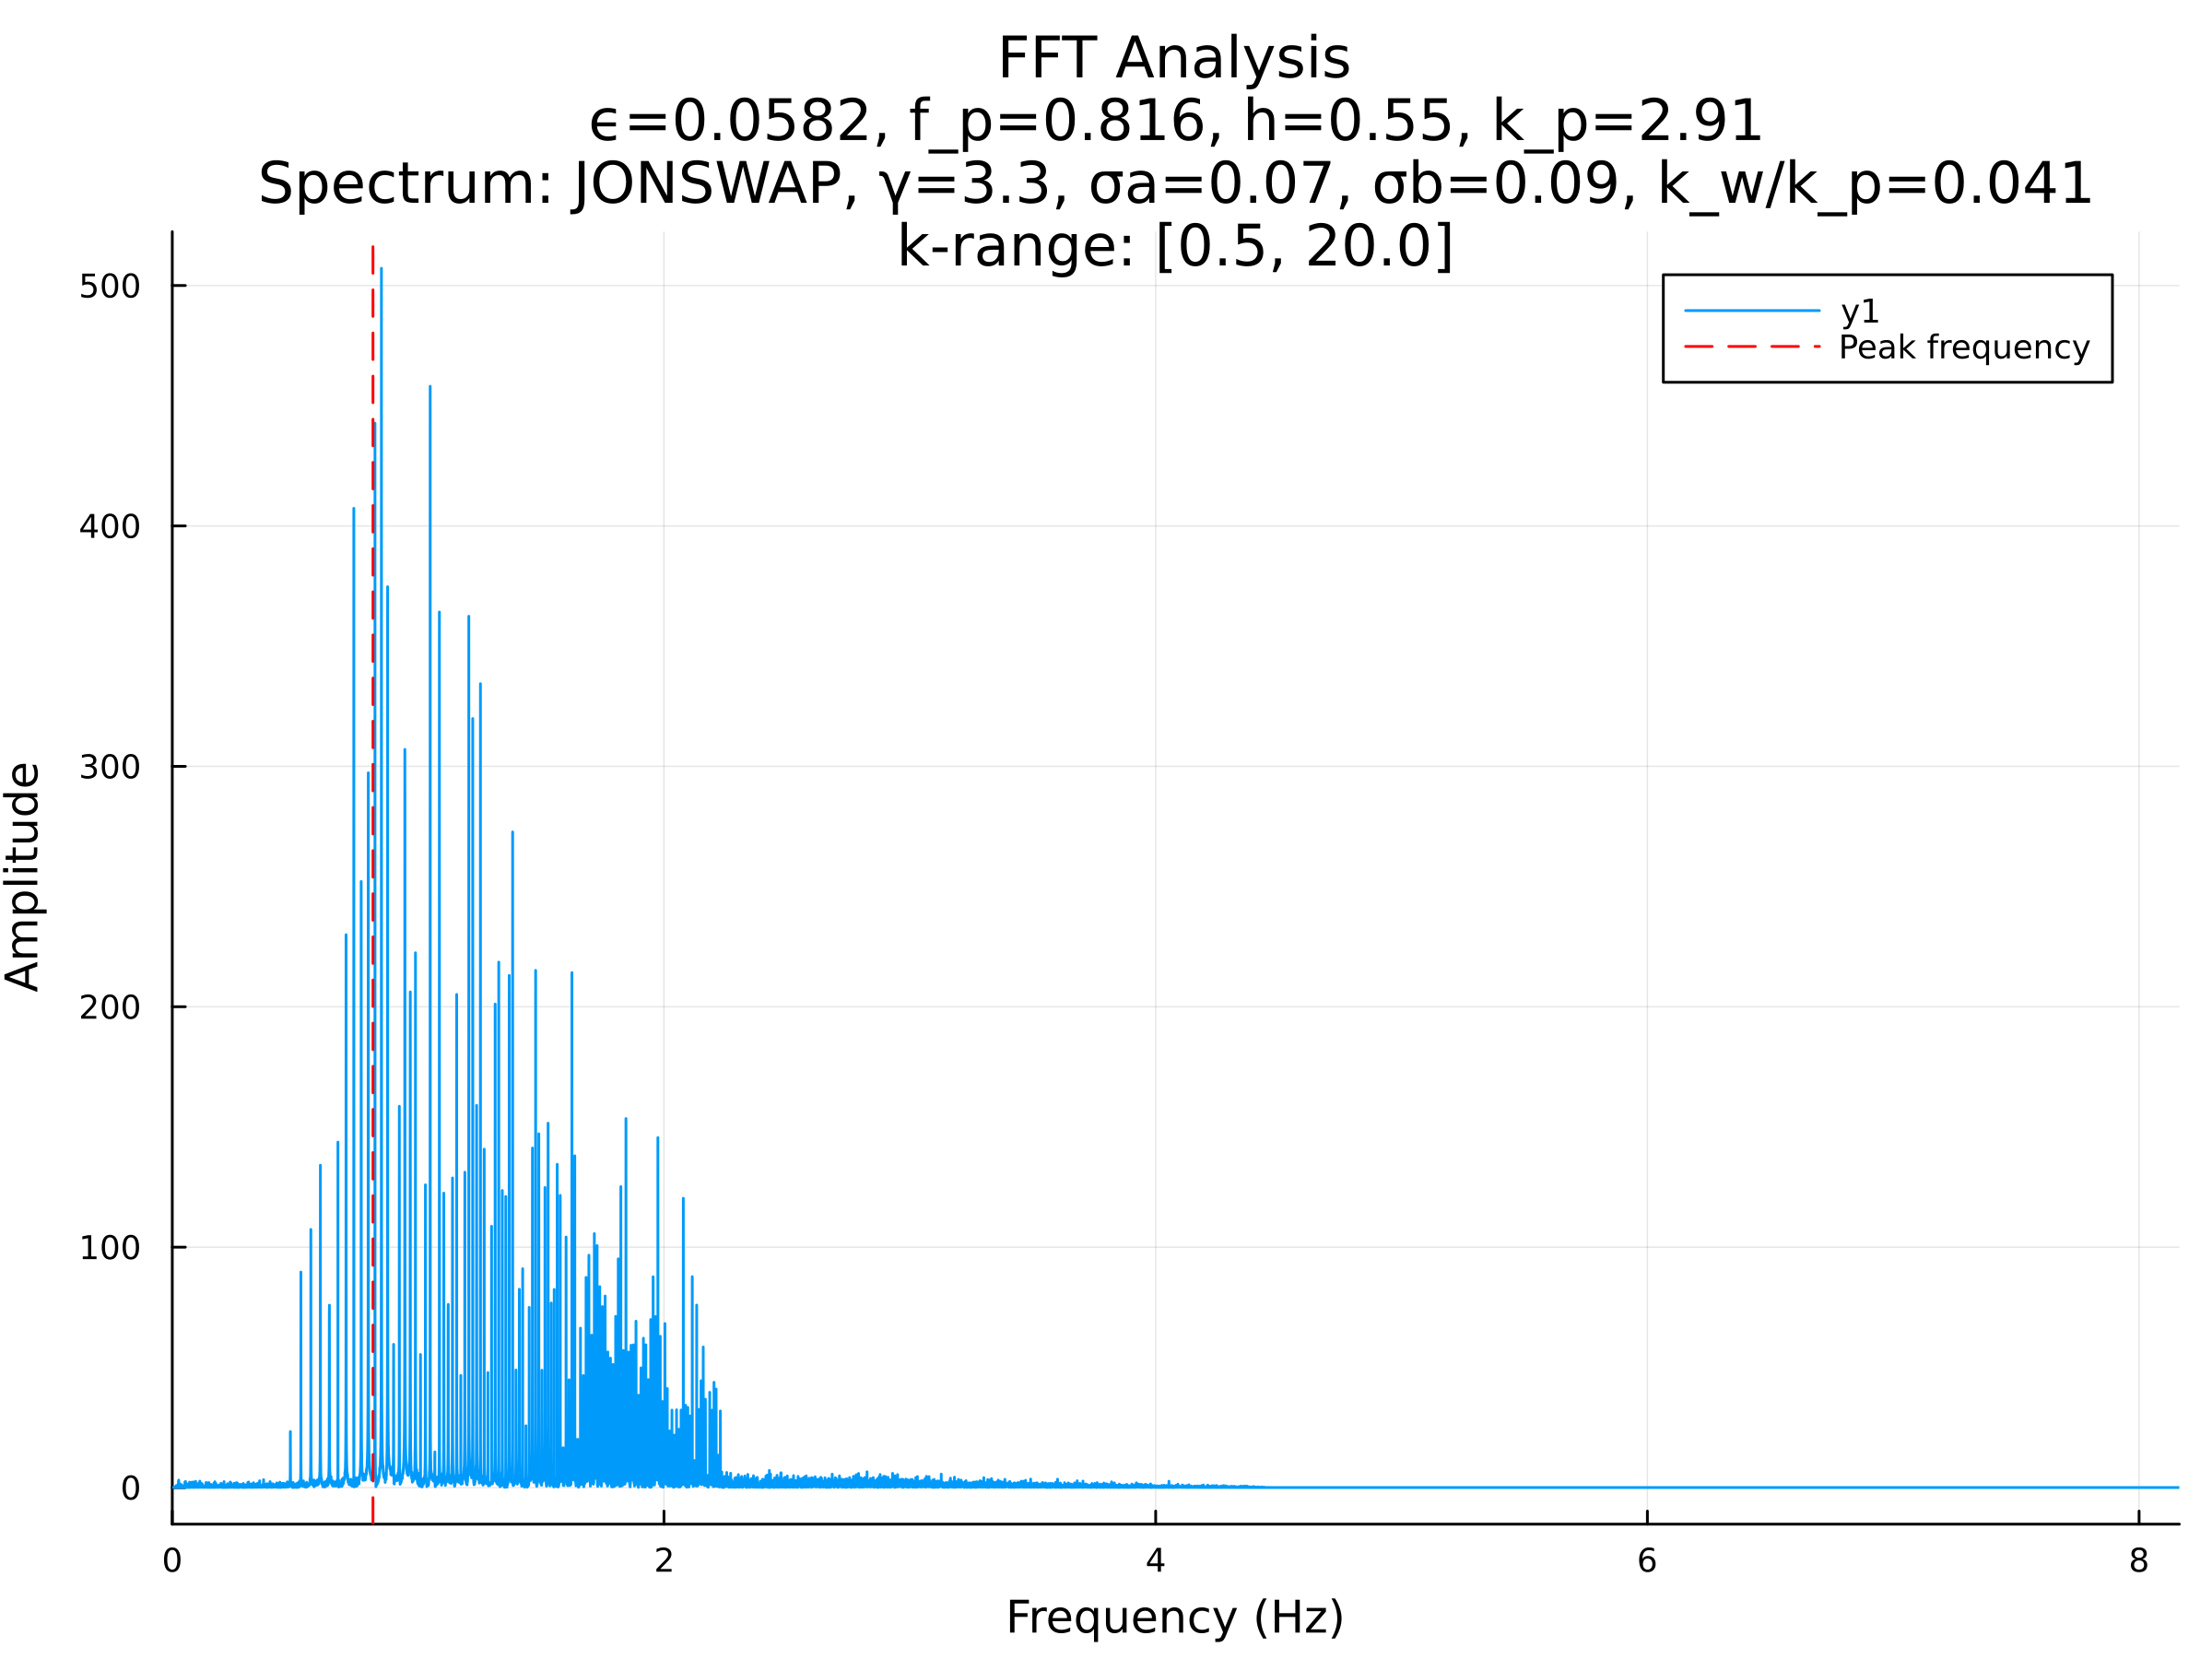 FFT Analysis
ϵ=0.0582, f_p=0.816, h=0.55, k_p=2.91
Spectrum: JONSWAP, γ=3.3, σa=0.07, σb=0.09, k_w/k_p=0.041
k-range: [0.5, 20.0]
y1
Peak frequency
500
400
300
200
100
0
Amplitude
0 2 4 6 8
Frequency (Hz)